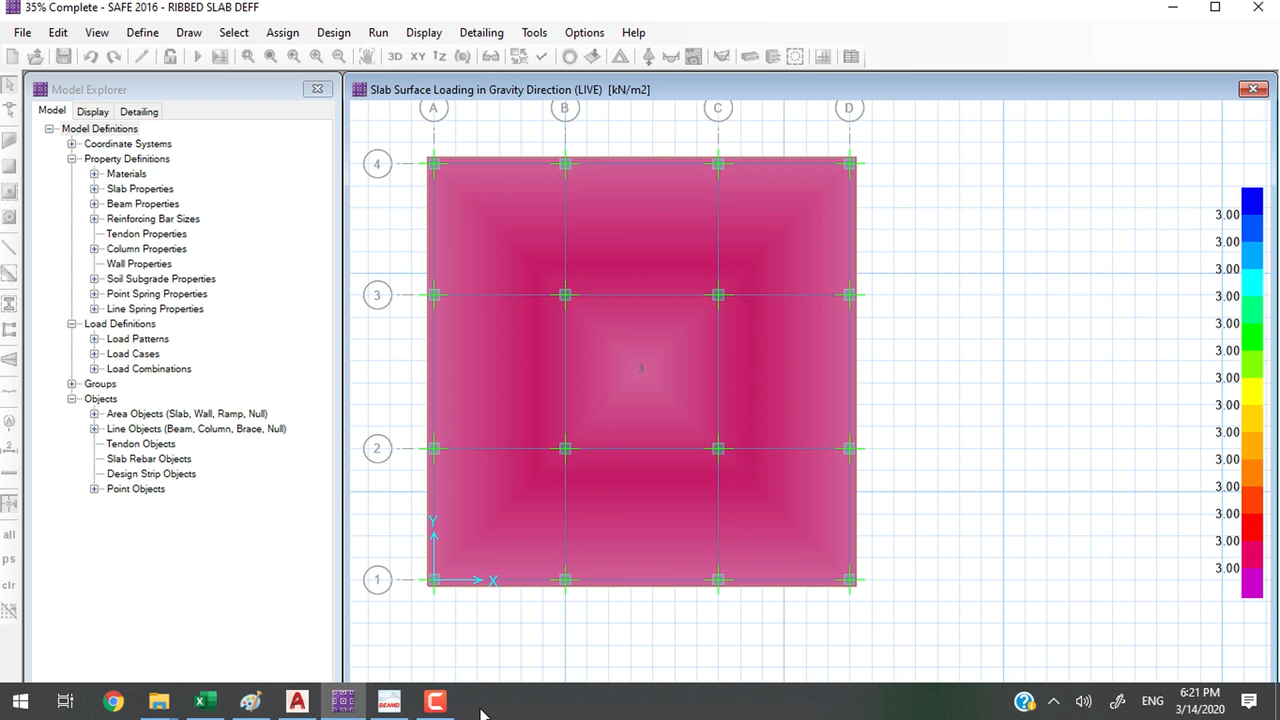 35% Complete - SAFE 2016 - RIBBED SLAB DEFF
File Edit View Define Draw Select Assign Design Run Display Detailing Tools Options Help
3D XY
Model Explorer
Model Display Detailing
Model Definitions
Coordinate Systems
Property Definitions
Materials
Slab Properties
Beam Properties
Reinforcing Bar Sizes
Tendon Properties
Column Properties
Wall Properties
Soil Subgrade Properties
Point Spring Properties
Line Spring Properties
Load Definitions
Load Patterns
Load Cases
Load Combinations
Groups
Objects
Area Objects (Slab, Wall, Ramp, Null)
Line Objects (Beam, Column, Brace, Null)
Tendon Objects
Slab Rebar Objects
Design Strip Objects
Point Objects
all
ps
clr
Slab Surface Loading in Gravity Direction (LIVE) [kN/m2]
A B C D
4
3
3
2
Y
1
X
3.00
3.00
3.00
3.00
3.00
3.00
3.00
3.00
3.00
3.00
3.00
3.00
3.00
3.00
BEAMD
ENG
6:21 PM
3/14/2020